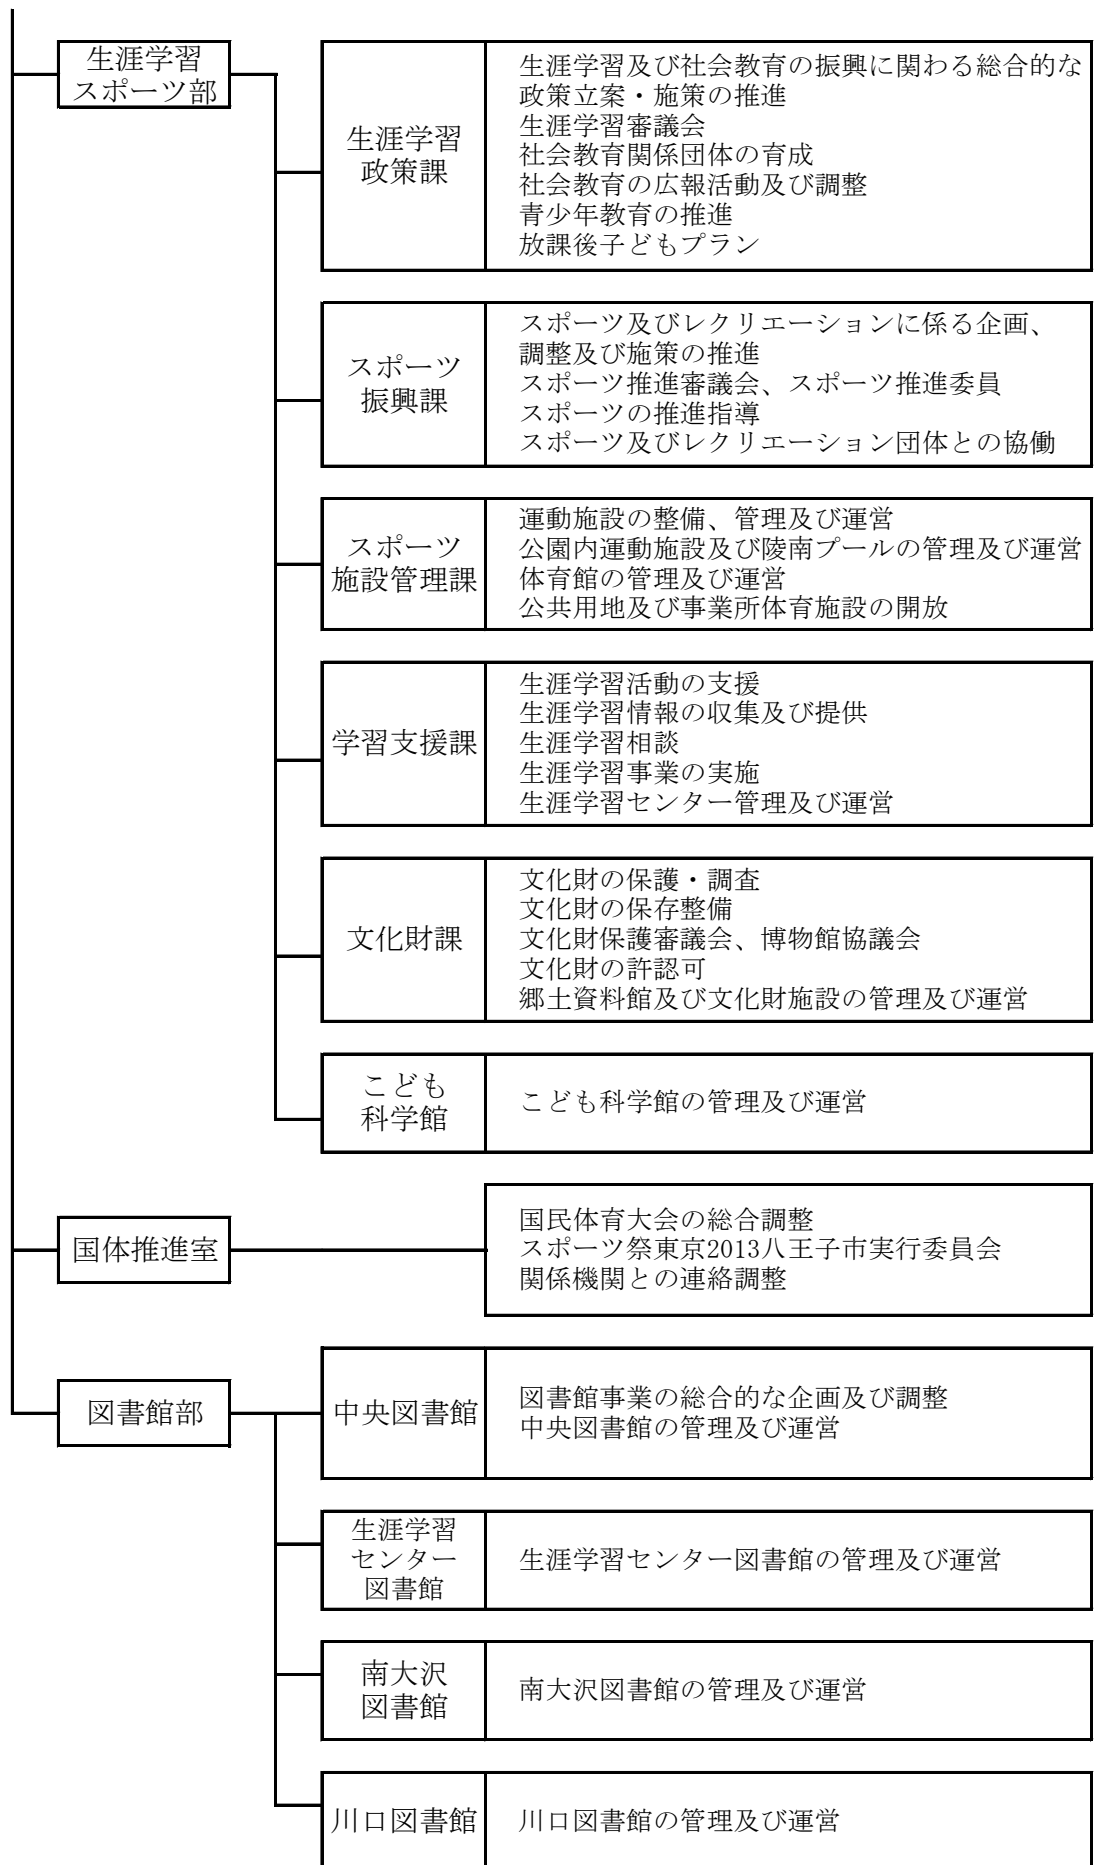 生涯学習
スポーツ部
生涯学習
政策課
生涯学習及び社会教育の振興に関わる総合的な
政策立案・施策の推進
生涯学習審議会
社会教育関係団体の育成
社会教育の広報活動及び調整
青少年教育の推進
放課後子どもプラン
スポーツ
振興課
スポーツ及びレクリエーションに係る企画、
調整及び施策の推進
スポーツ推進審議会、スポーツ推進委員
スポーツの推進指導
スポーツ及びレクリエーション団体との協働
スポーツ
施設管理課
運動施設の整備、管理及び運営
公園内運動施設及び陵南プールの管理及び運営
体育館の管理及び運営
公共用地及び事業所体育施設の開放
学習支援課
生涯学習活動の支援
生涯学習情報の収集及び提供
生涯学習相談
生涯学習事業の実施
生涯学習センター管理及び運営
文化財課
文化財の保護・調査
文化財の保存整備
文化財保護審議会、博物館協議会
文化財の許認可
郷土資料館及び文化財施設の管理及び運営
こども
科学館
こども科学館の管理及び運営
国体推進室
国民体育大会の総合調整
スポーツ祭東京2013八王子市実行委員会
関係機関との連絡調整
図書館部
中央図書館
図書館事業の総合的な企画及び調整
中央図書館の管理及び運営
生涯学習
センター
図書館
生涯学習センター図書館の管理及び運営
南大沢
図書館
南大沢図書館の管理及び運営
川口図書館
川口図書館の管理及び運営